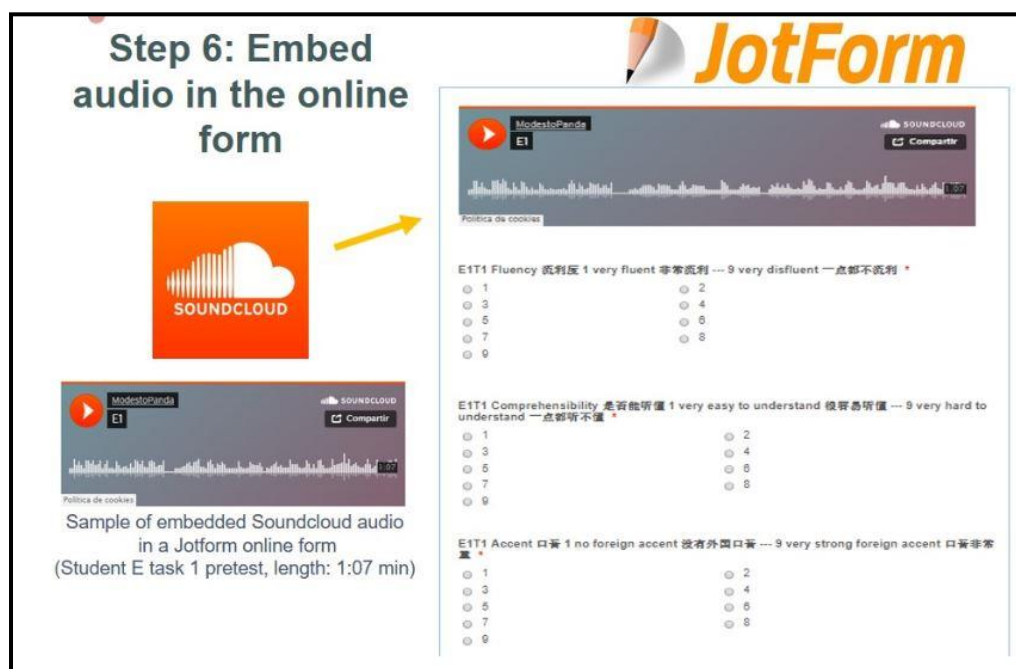 Step 6: Embed
audio in the online
form
SOUNDCLOUD
ModestoPanda
E1
SOUNDCLOUD
Compartir
1:07
Política de cookies
Sample of embedded Soundcloud audio
in a Jotform online form
(Student E task 1 pretest, length: 1:07 min)
JotForm
ModestoPanda
E1
SOUNDCLOUD
Compartir
1:07
Política de cookies
E1T1 Fluency 流利度 1 very fluent 非常流利 --- 9 very disfluent 一点都不流利 *
1 2
3 4
5 6
7 8
9
E1T1 Comprehensibility 是否能听懂 1 very easy to understand 很容易听懂 --- 9 very hard to
understand 一点都听不懂 *
1 2
3 4
5 6
7 8
9
E1T1 Accent 口音 1 no foreign accent 没有外国口音 --- 9 very strong foreign accent 口音非常
重 *
1 2
3 4
5 6
7 8
9